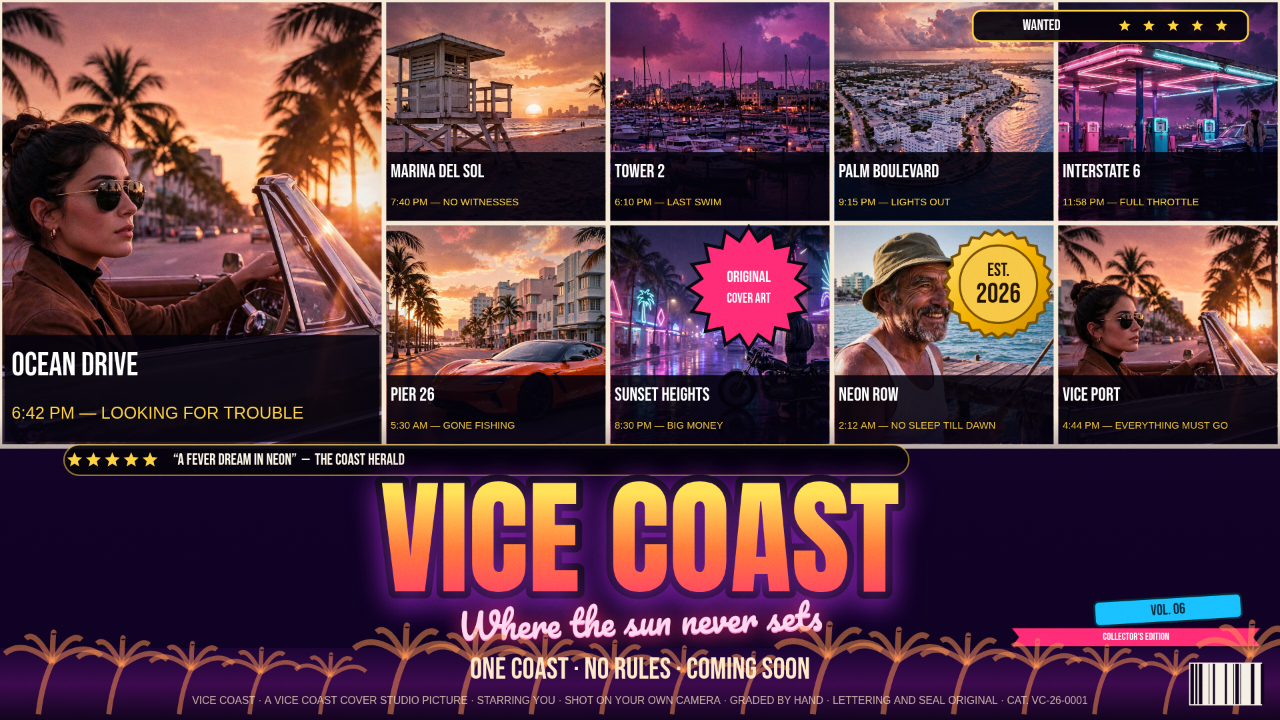 WANTED
OCEAN DRIVE
6:42 PM — LOOKING FOR TROUBLE
MARINA DEL SOL
7:40 PM — NO WITNESSES
TOWER 2
6:10 PM — LAST SWIM
PALM BOULEVARD
9:15 PM — LIGHTS OUT
INTERSTATE 6
11:58 PM — FULL THROTTLE
PIER 26
5:30 AM — GONE FISHING
ORIGINAL
COVER ART
SUNSET HEIGHTS
8:30 PM — BIG MONEY
EST.
2026
NEON ROW
2:12 AM — NO SLEEP TILL DAWN
VICE PORT
4:44 PM — EVERYTHING MUST GO
“A FEVER DREAM IN NEON” — THE COAST HERALD
VICE COAST
Where the sun never sets
VOL. 06
COLLECTOR'S EDITION
ONE COAST · NO RULES · COMING SOON
VICE COAST · A VICE COAST COVER STUDIO PICTURE · STARRING YOU · SHOT ON YOUR OWN CAMERA · GRADED BY HAND · LETTERING AND SEAL ORIGINAL · CAT. VC-26-0001